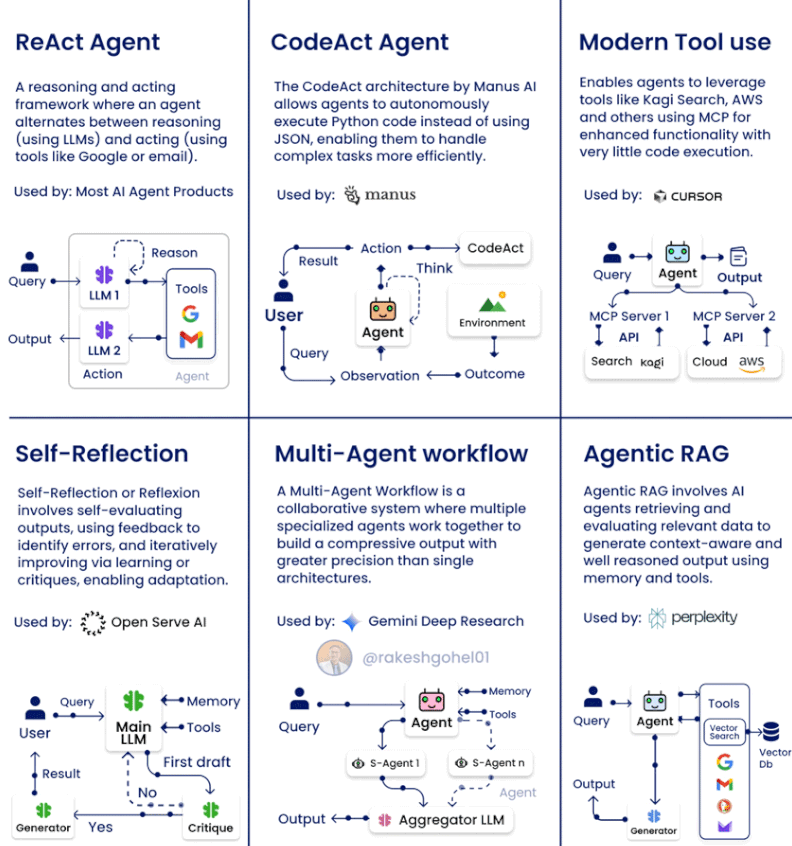 ReAct Agent
A reasoning and acting
framework where an agent
alternates between reasoning
(using LLMs) and acting (using
tools like Google or email).
Used by: Most AI Agent Products
Reason
Query
LLM 1
Tools
Output
LLM 2
Action
Agent
CodeAct Agent
The CodeAct architecture by Manus AI
allows agents to autonomously
execute Python code instead of using
JSON, enabling them to handle
complex tasks more efficiently.
Used by: manus
Action
CodeAct
Result
Think
User
Agent
Environment
Query
Observation
Outcome
Modern Tool use
Enables agents to leverage
tools like Kagi Search, AWS
and others using MCP for
enhanced functionality with
very little code execution.
Used by: CURSOR
Query
Agent
Output
MCP Server 1
MCP Server 2
API
API
Search kagi
Cloud aws
Self-Reflection
Self-Reflection or Reflexion
involves self-evaluating
outputs, using feedback to
identify errors, and iteratively
improving via learning or
critiques, enabling adaptation.
Used by: Open Serve AI
Query
Memory
User
Main
LLM
Tools
First draft
Result
No
Generator
Yes
Critique
Multi-Agent workflow
A Multi-Agent Workflow is a
collaborative system where multiple
specialized agents work together to
build a compressive output with
greater precision than single
architectures.
Used by: Gemini Deep Research
@rakeshgohel01
Memory
Query
Agent
Tools
S-Agent 1
S-Agent n
Agent
Output
Aggregator LLM
Agentic RAG
Agentic RAG involves AI
agents retrieving and
evaluating relevant data to
generate context-aware and
well reasoned output using
memory and tools.
Used by: perplexity
Query
Agent
Tools
Vector
Search
Vector
Db
Output
Generator